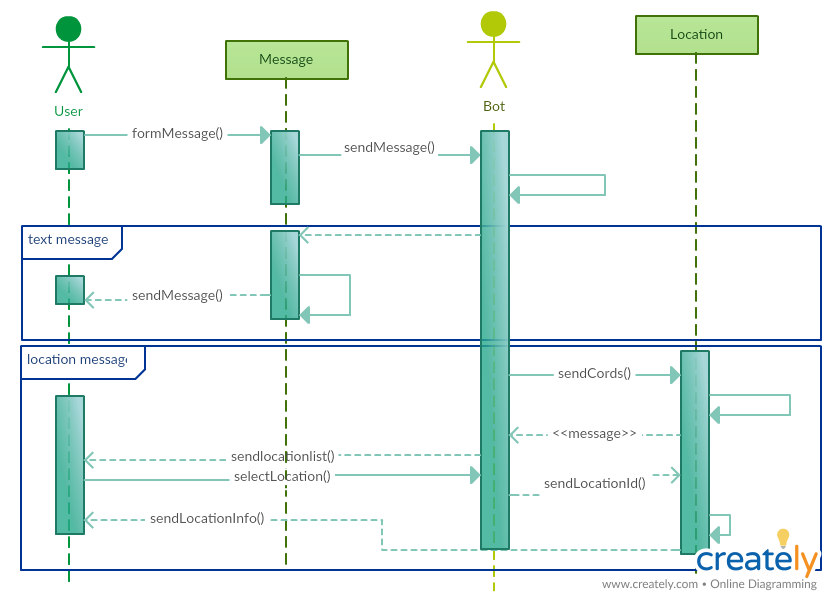 Location
Message
Bot
User
formMessage()
sendMessage()
text message
sendMessage()
location message
sendCords()
<<message>>
sendlocationlist()
selectLocation()
sendLocationId()
sendLocationInfo()
creately
www.creately.com • Online Diagramming